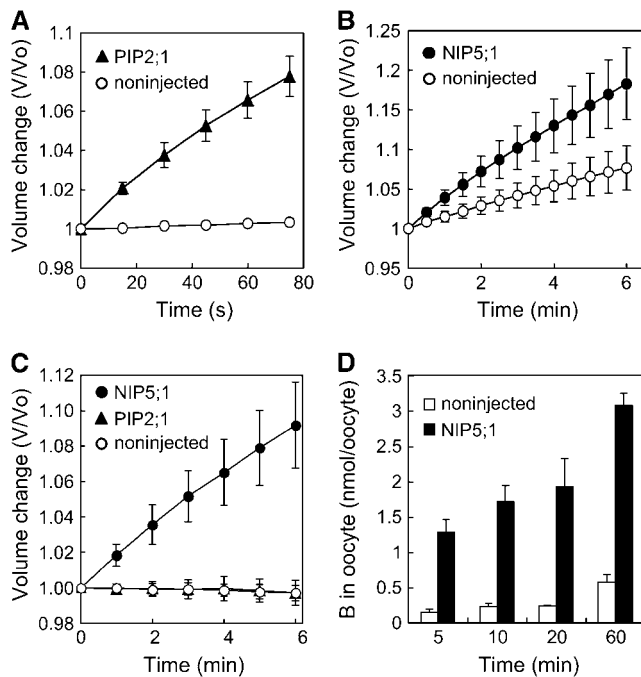 A
PIP2;1
noninjected
Volume change (V/Vo)
1.1
1.08
1.06
1.04
1.02
1
0.98
0
20
40
60
80
Time (s)
B
NIP5;1
noninjected
Volume change (V/Vo)
1.25
1.20
1.15
1.10
1.05
1.00
0.95
0
2
4
6
Time (min)
C
NIP5;1
PIP2;1
noninjected
Volume change (V/Vo)
1.12
1.10
1.08
1.06
1.04
1.02
1.00
0.98
0
2
4
6
Time (min)
D
noninjected
NIP5;1
B in oocyte (nmol/oocyte)
3.5
3
2.5
2
1.5
1
0.5
0
5
10
20
60
Time (min)